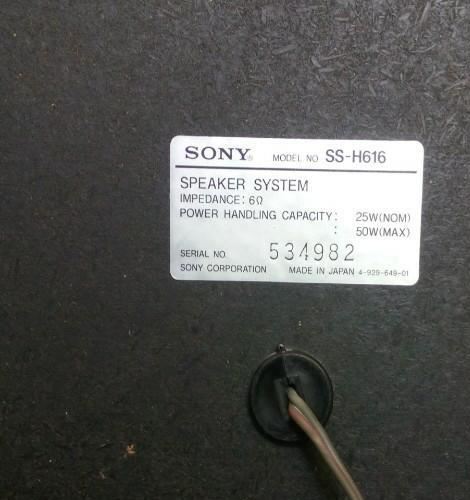 SONY® MODEL NO. SS-H616
SPEAKER SYSTEM
IMPEDANCE: 6Ω
POWER HANDLING CAPACITY: 25W(NOM)
: 50W(MAX)
SERIAL NO. 534982
SONY CORPORATION MADE IN JAPAN 4-929-649-01